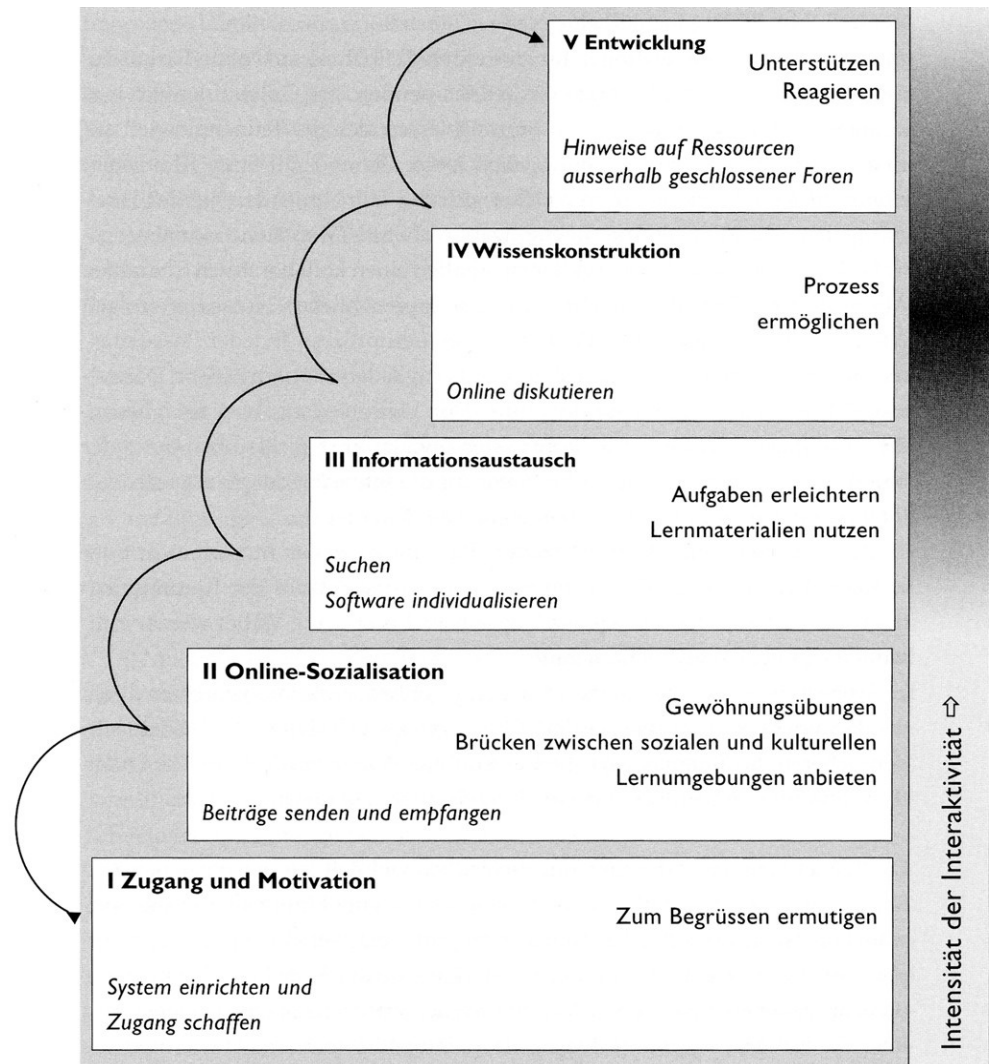 V Entwicklung
Unterstützen
Reagieren
Hinweise auf Ressourcen
ausserhalb geschlossener Foren
IV Wissenskonstruktion
Prozess
ermöglichen
Online diskutieren
III Informationsaustausch
Aufgaben erleichtern
Lernmaterialien nutzen
Suchen
Software individualisieren
II Online-Sozialisation
Gewöhnungsübungen
Brücken zwischen sozialen und kulturellen
Lernumgebungen anbieten
Beiträge senden und empfangen
I Zugang und Motivation
Zum Begrüssen ermutigen
System einrichten und
Zugang schaffen
Intensität der Interaktivität ⇨